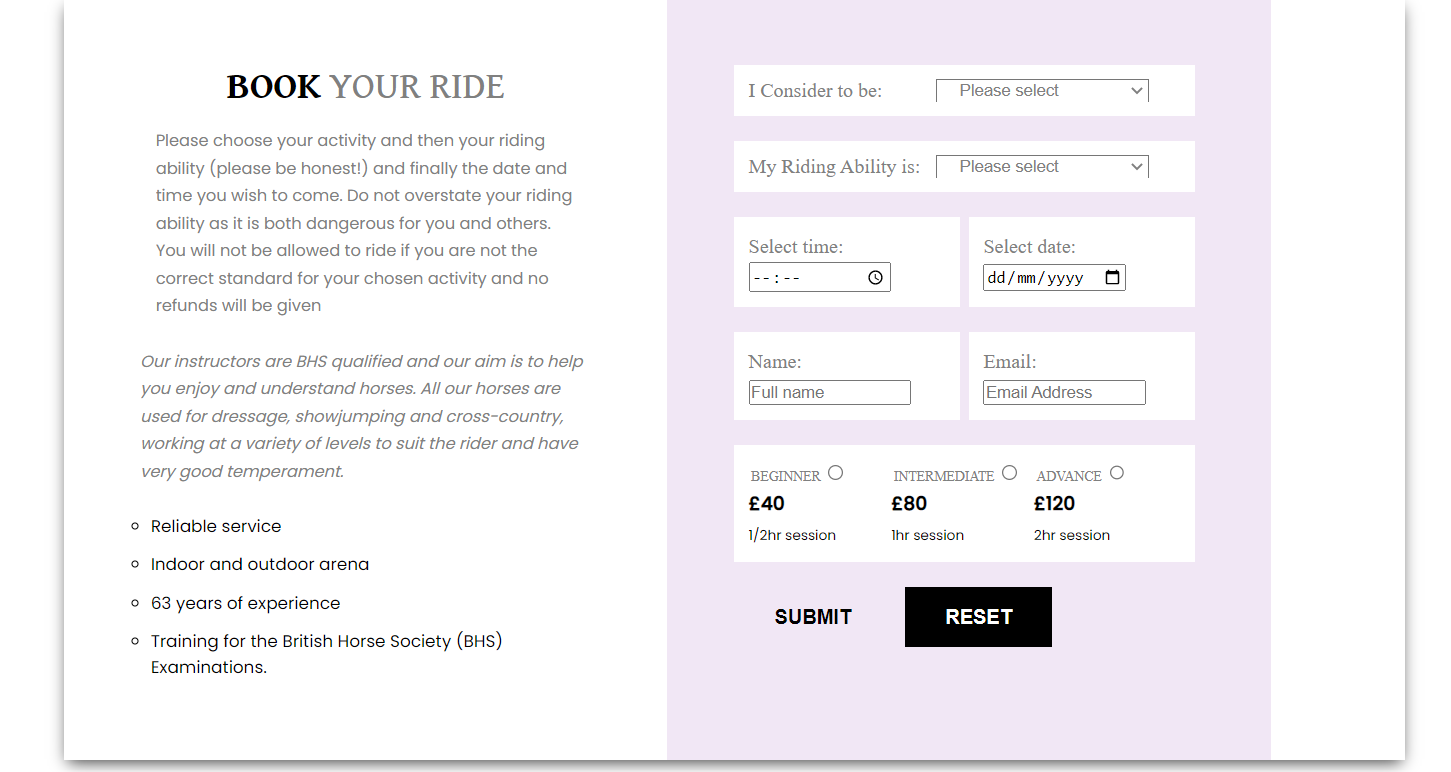 BOOK YOUR RIDE
Please choose your activity and then your riding
ability (please be honest!) and finally the date and
time you wish to come. Do not overstate your riding
ability as it is both dangerous for you and others.
You will not be allowed to ride if you are not the
correct standard for your chosen activity and no
refunds will be given
Our instructors are BHS qualified and our aim is to help
you enjoy and understand horses. All our horses are
used for dressage, showjumping and cross-country,
working at a variety of levels to suit the rider and have
very good temperament.
Reliable service
Indoor and outdoor arena
63 years of experience
Training for the British Horse Society (BHS)
Examinations.
I Consider to be: Please select
My Riding Ability is: Please select
Select time: Select date:
--:-- dd/mm/yyyy
Name: Email:
Full name Email Address
BEGINNER INTERMEDIATE ADVANCE
£40 £80 £120
1/2hr session 1hr session 2hr session
SUBMIT RESET